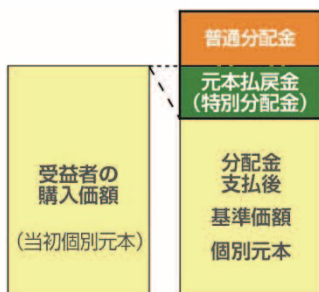 普通分配金
元本払戻金
（特別分配金）
受益者の
購入価額
（当初個別元本）
分配金
支払後
基準価額
個別元本